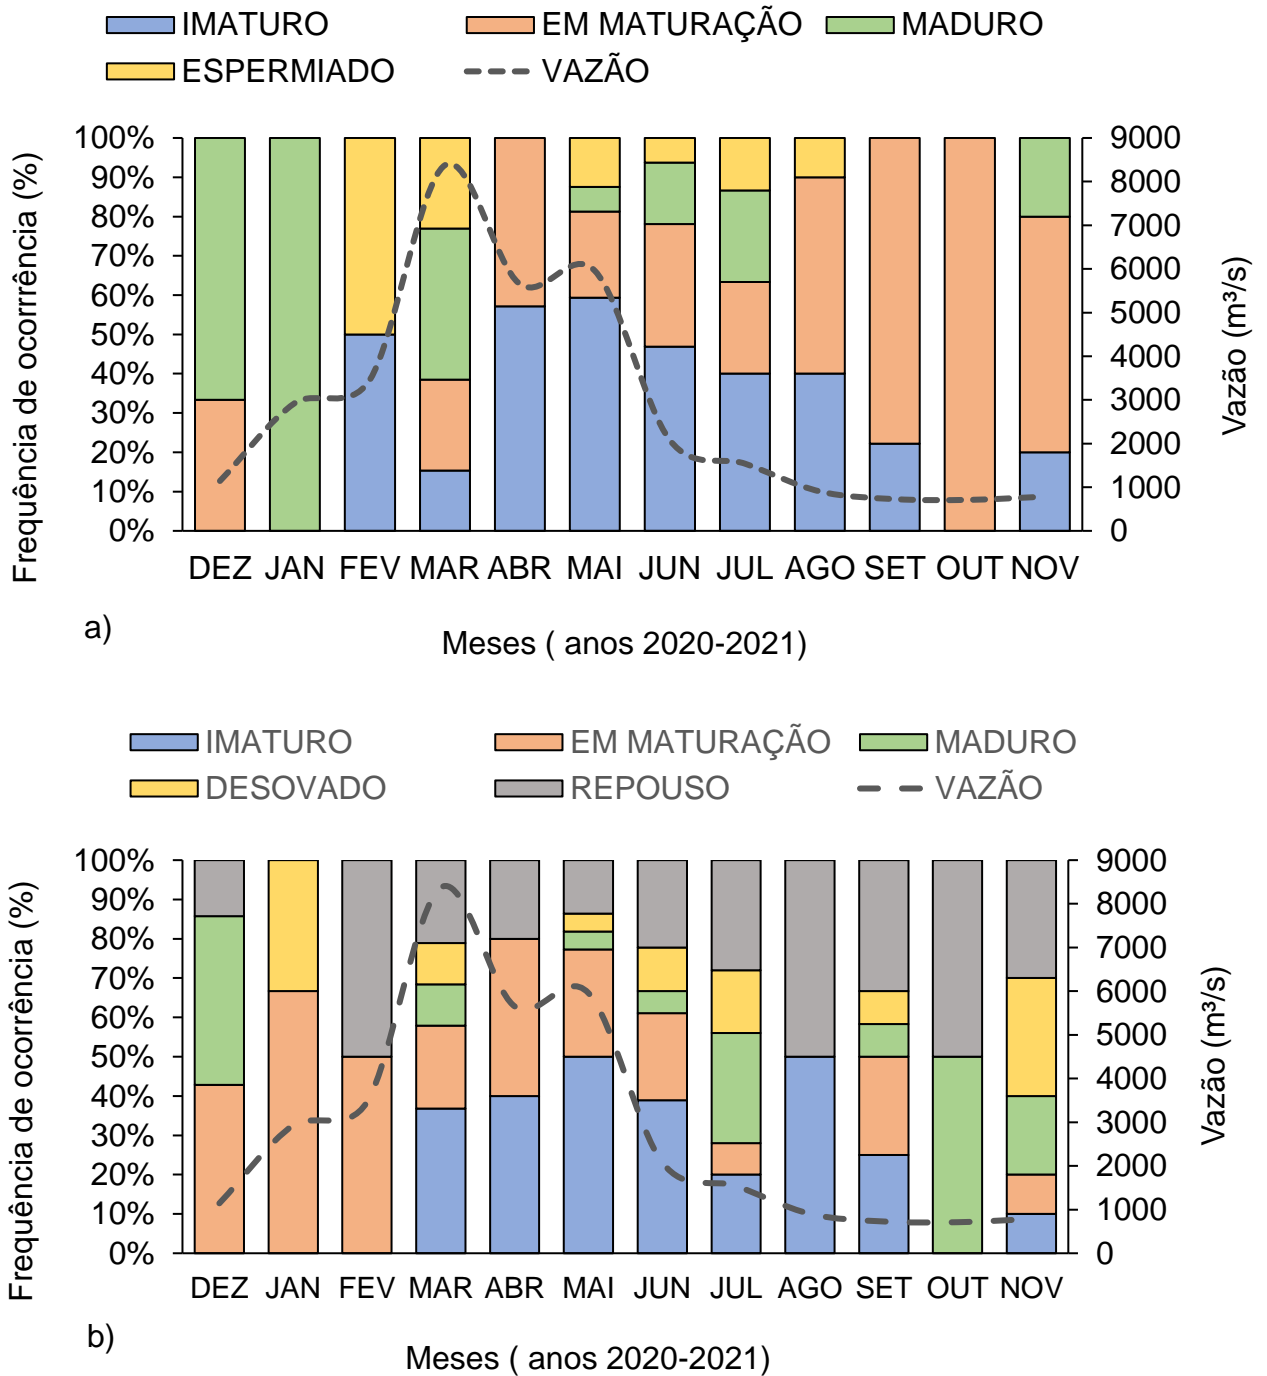 IMATURO EM MATURAÇÃO MADURO
ESPERMIADO VAZÃO
Frequência de ocorrrência (%)
100% 9000
90% 8000
80% 7000
70% 6000
60% 5000
50% 4000
40% 3000
30% 2000
20% 1000
10% 0
0%
Vazão (m³/s)
DEZ JAN FEV MAR ABR MAI JUN JUL AGO SET OUT NOV
a)
Meses ( anos 2020-2021)
IMATURO EM MATURAÇÃO MADURO
DESOVADO REPOUSO VAZÃO
Frequência de ocorrência (%)
100% 9000
90% 8000
80% 7000
70% 6000
60% 5000
50% 4000
40% 3000
30% 2000
20% 1000
10% 0
0%
Vazão (m³/s)
DEZ JAN FEV MAR ABR MAI JUN JUL AGO SET OUT NOV
b)
Meses ( anos 2020-2021)